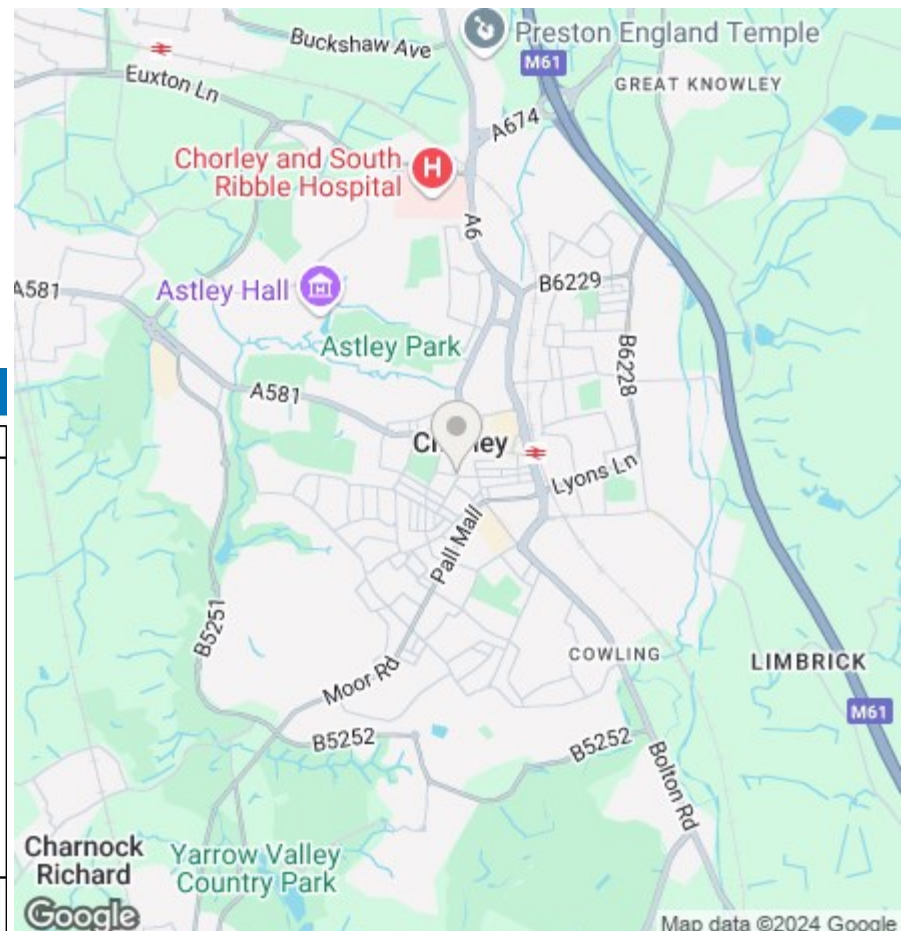 Buckshaw Ave
Preston England Temple
M61
GREAT KNOWLEY
Euxton Ln
A674
Chorley and South
Ribble Hospital
H
A6
A581
Astley Hall
B6229
Astley Park
B6228
A581
Lyons Ln
Pall Mall
B5251
COWLING
LIMBRICK
Moor Rd
M61
B5252
B5252
Bolton Rd
Charnock
Richard
Yarrow Valley
Country Park
Google
Map data ©2024 Google